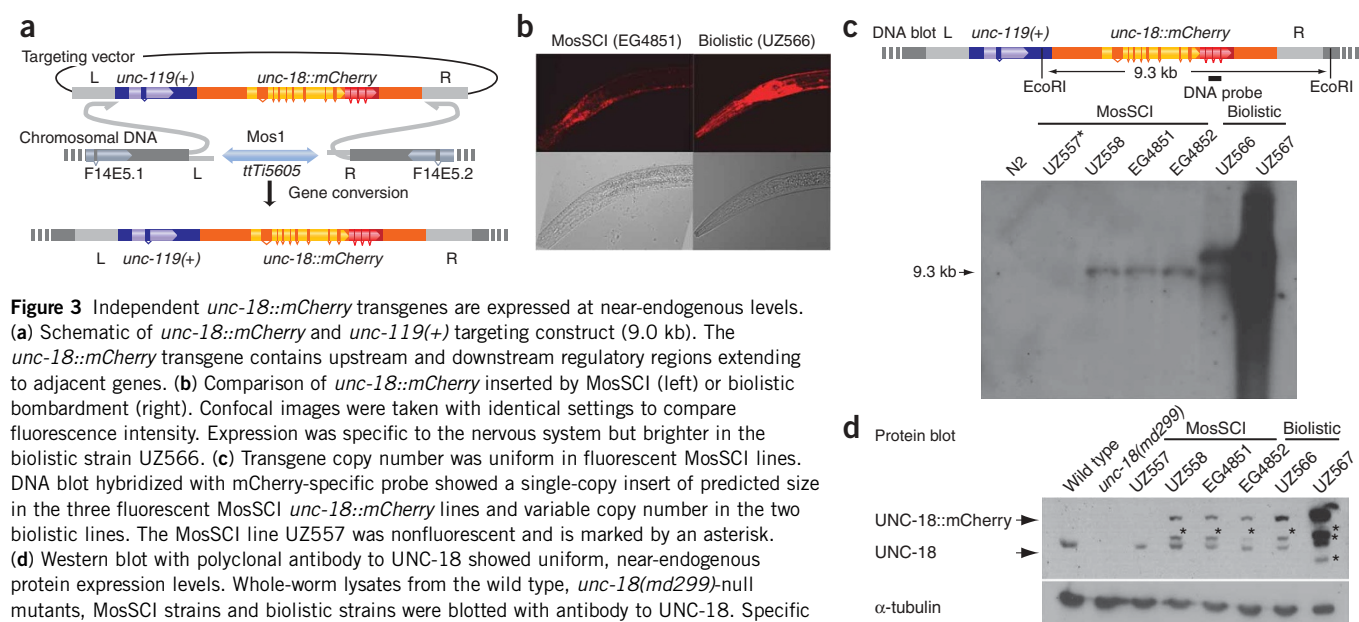 a
Targeting vector
L unc-119(+) unc-18::mCherry R
Chromosomal DNA
Mos1
F14E5.1 L ttTi5605 R F14E5.2
Gene conversion
L unc-119(+) unc-18::mCherry R
b
MosSCI (EG4851) Biolistic (UZ566)
c
DNA blot L unc-119(+) unc-18::mCherry R
9.3 kb
EcoRI EcoRI
DNA probe
MosSCI Biolistic
N2 UZ557* UZ558 EG4851 EG4852 UZ566 UZ567
9.3 kb
Figure 3 Independent unc-18::mCherry transgenes are expressed at near-endogenous levels.
(a) Schematic of unc-18::mCherry and unc-119(+) targeting construct (9.0 kb). The
unc-18::mCherry transgene contains upstream and downstream regulatory regions extending
to adjacent genes. (b) Comparison of unc-18::mCherry inserted by MosSCI (left) or biolistic
bombardment (right). Confocal images were taken with identical settings to compare
fluorescence intensity. Expression was specific to the nervous system but brighter in the
biolistic strain UZ566. (c) Transgene copy number was uniform in fluorescent MosSCI lines.
DNA blot hybridized with mCherry-specific probe showed a single-copy insert of predicted size
in the three fluorescent MosSCI unc-18::mCherry lines and variable copy number in the two
biolistic lines. The MosSCI line UZ557 was nonfluorescent and is marked by an asterisk.
(d) Western blot with polyclonal antibody to UNC-18 showed uniform, near-endogenous
protein expression levels. Whole-worm lysates from the wild type, unc-18(md299)-null
mutants, MosSCI strains and biolistic strains were blotted with antibody to UNC-18. Specific
d
Protein blot
MosSCI Biolistic
Wild type unc-18(md299) UZ557 UZ558 EG4851 EG4852 UZ566 UZ567
UNC-18::mCherry
* * * * *
*
UNC-18
*
α-tubulin